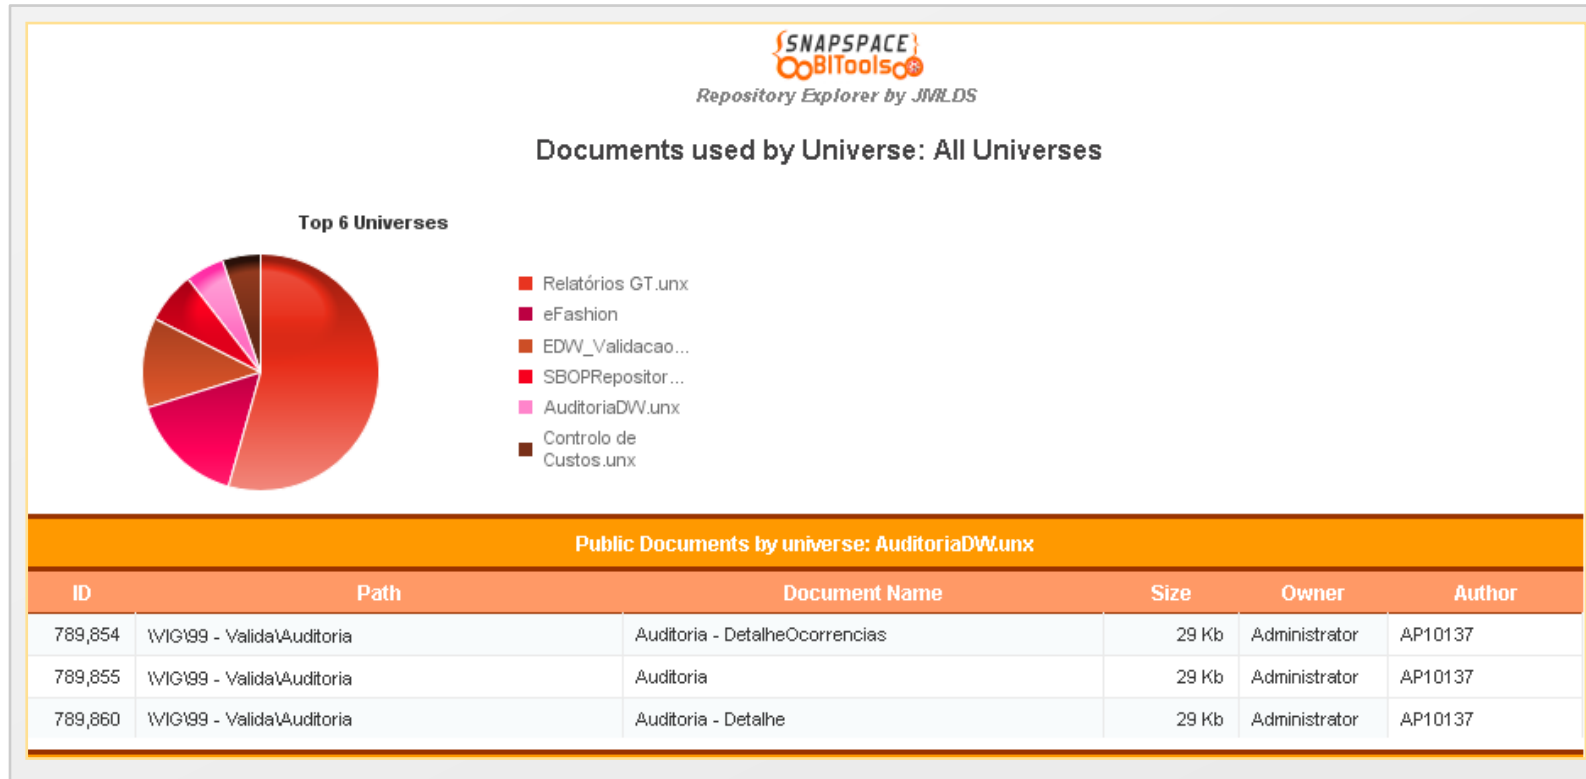 {SNAPSPACE}
BITools
Repository Explorer by JMLDS
Documents used by Universe: All Universes
Top 6 Universes
Relatórios GT.unx
eFashion
EDW_Validacao...
SBOPRepositor...
AuditoriaDW.unx
Controlo de
Custos.unx
Public Documents by universe: AuditoriaDW.unx
ID Path Document Name Size Owner Author
789,854 \VIG\99 - Valida\Auditoria Auditoria - DetalheOcorrencias 29 Kb Administrator AP10137
789,855 \VIG\99 - Valida\Auditoria Auditoria 29 Kb Administrator AP10137
789,860 \VIG\99 - Valida\Auditoria Auditoria - Detalhe 29 Kb Administrator AP10137